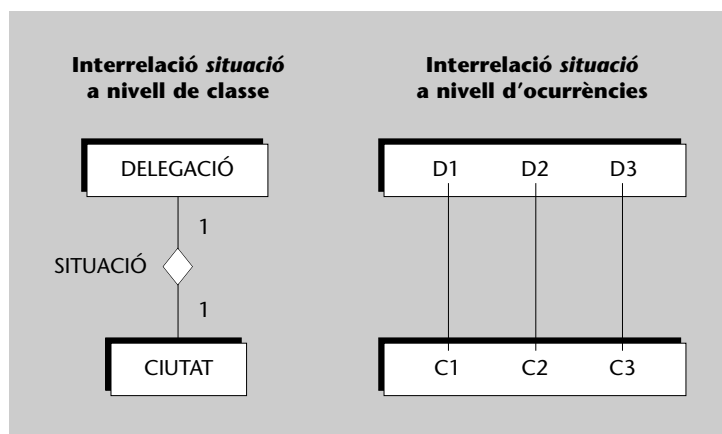 Interrelació situació
a nivell de classe
DELEGACIÓ
1
SITUACIÓ
1
CIUTAT
Interrelació situació
a nivell d'ocurrències
D1 D2 D3
C1 C2 C3